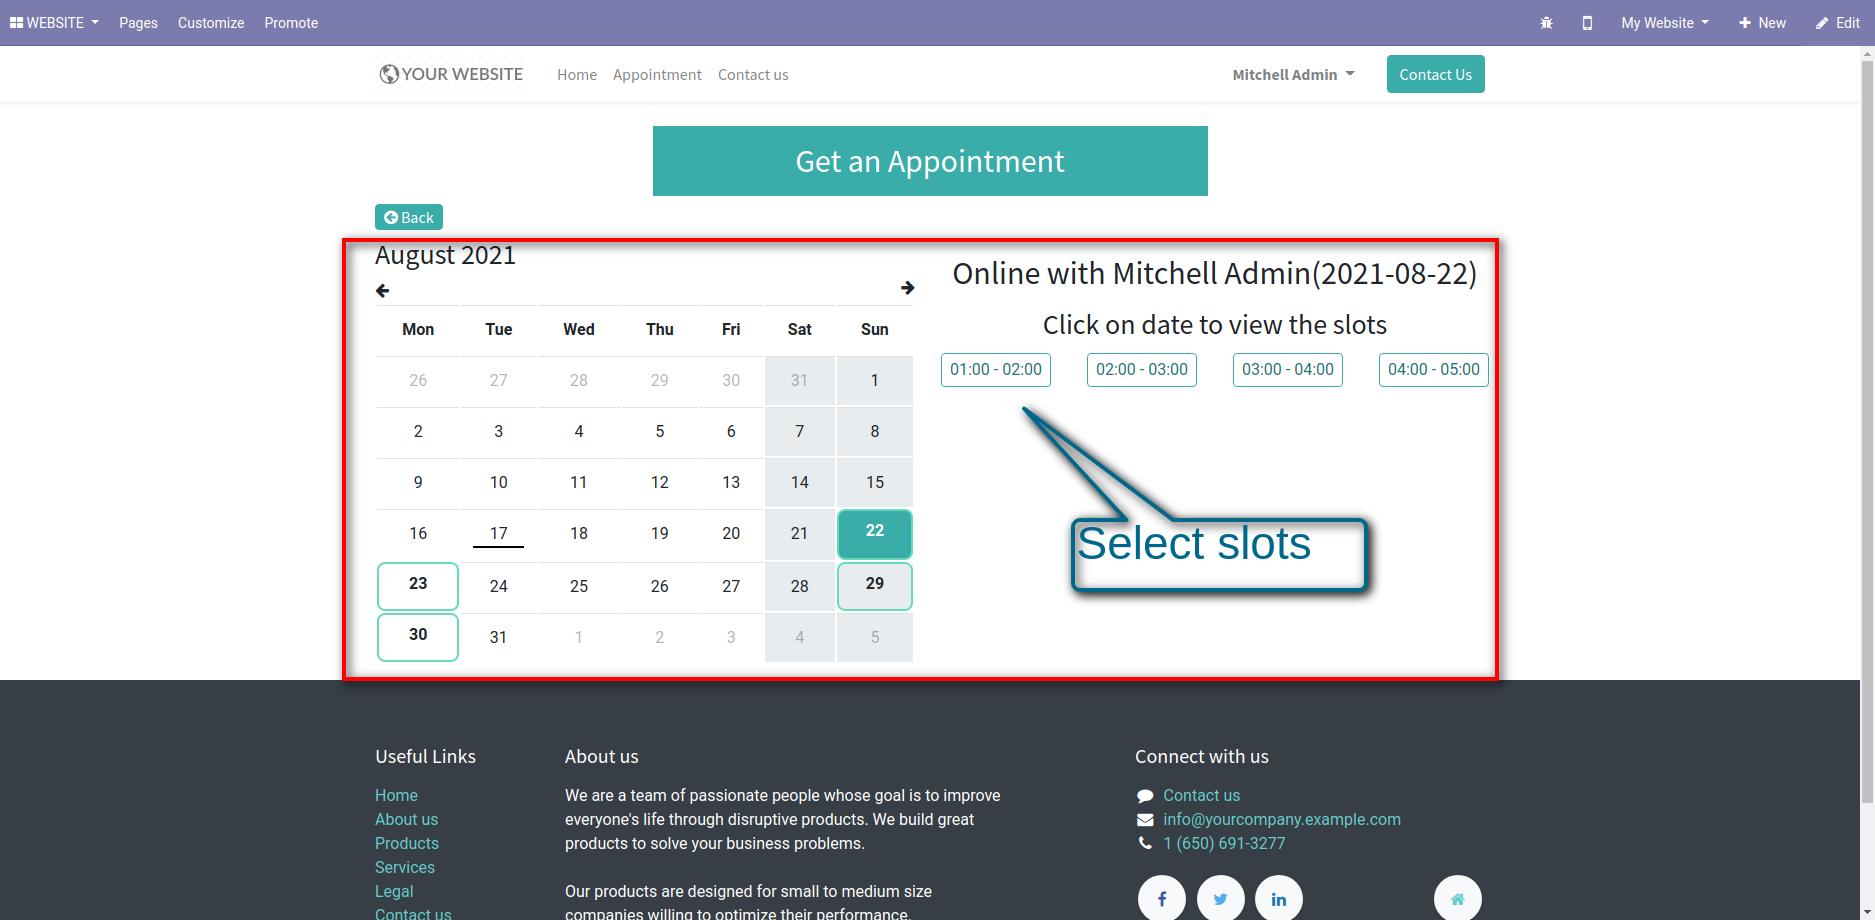 WEBSITE Pages Customize Promote My Website New Edit
YOUR WEBSITE Home Appointment Contact us Mitchell Admin Contact Us
Get an Appointment
Back
August 2021
Mon Tue Wed Thu Fri Sat Sun
26 27 28 29 30 31 1
2 3 4 5 6 7 8
9 10 11 12 13 14 15
16 17 18 19 20 21 22
23 24 25 26 27 28 29
30 31 1 2 3 4 5
Online with Mitchell Admin(2021-08-22)
Click on date to view the slots
01:00 - 02:00 02:00 - 03:00 03:00 - 04:00 04:00 - 05:00
Select slots
Useful Links
Home
About us
Products
Services
Legal
Contact us
About us
We are a team of passionate people whose goal is to improve
everyone's life through disruptive products. We build great
products to solve your business problems.
Our products are designed for small to medium size
companies willing to optimize their performance.
Connect with us
Contact us
info@yourcompany.example.com
1 (650) 691-3277